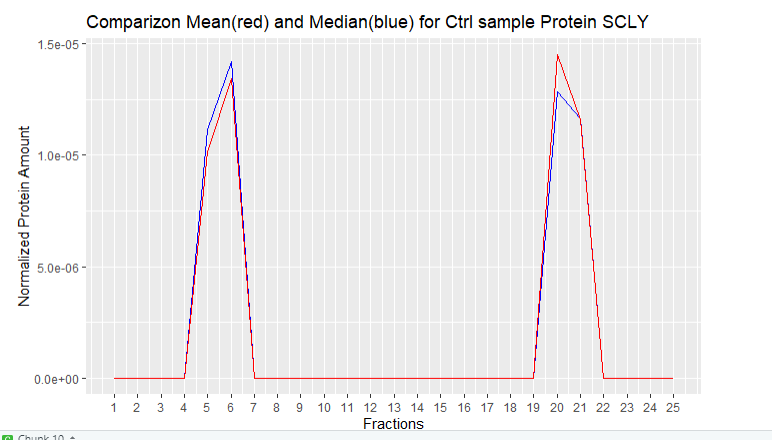 Comparizon Mean(red) and Median(blue) for Ctrl sample Protein SCLY
1.5e-05
1.0e-05
5.0e-06
0.0e+00
Normalized Protein Amount
1 2 3 4 5 6 7 8 9 10 11 12 13 14 15 16 17 18 19 20 21 22 23 24 25
Fractions
Chunk 10